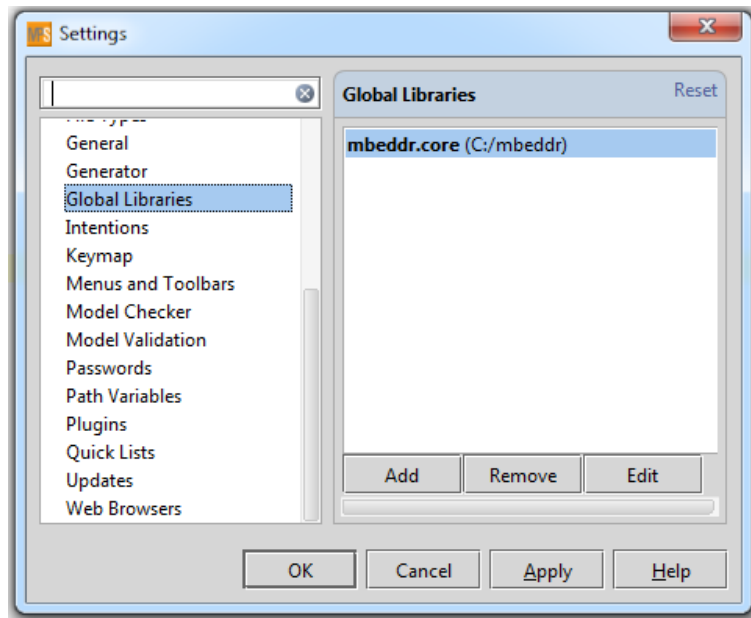 MPS Settings
Global Libraries Reset
General
Generator
Global Libraries
Intentions
Keymap
Menus and Toolbars
Model Checker
Model Validation
Passwords
Path Variables
Plugins
Quick Lists
Updates
Web Browsers
mbeddr.core (C:/mbeddr)
Add Remove Edit
OK Cancel Apply Help